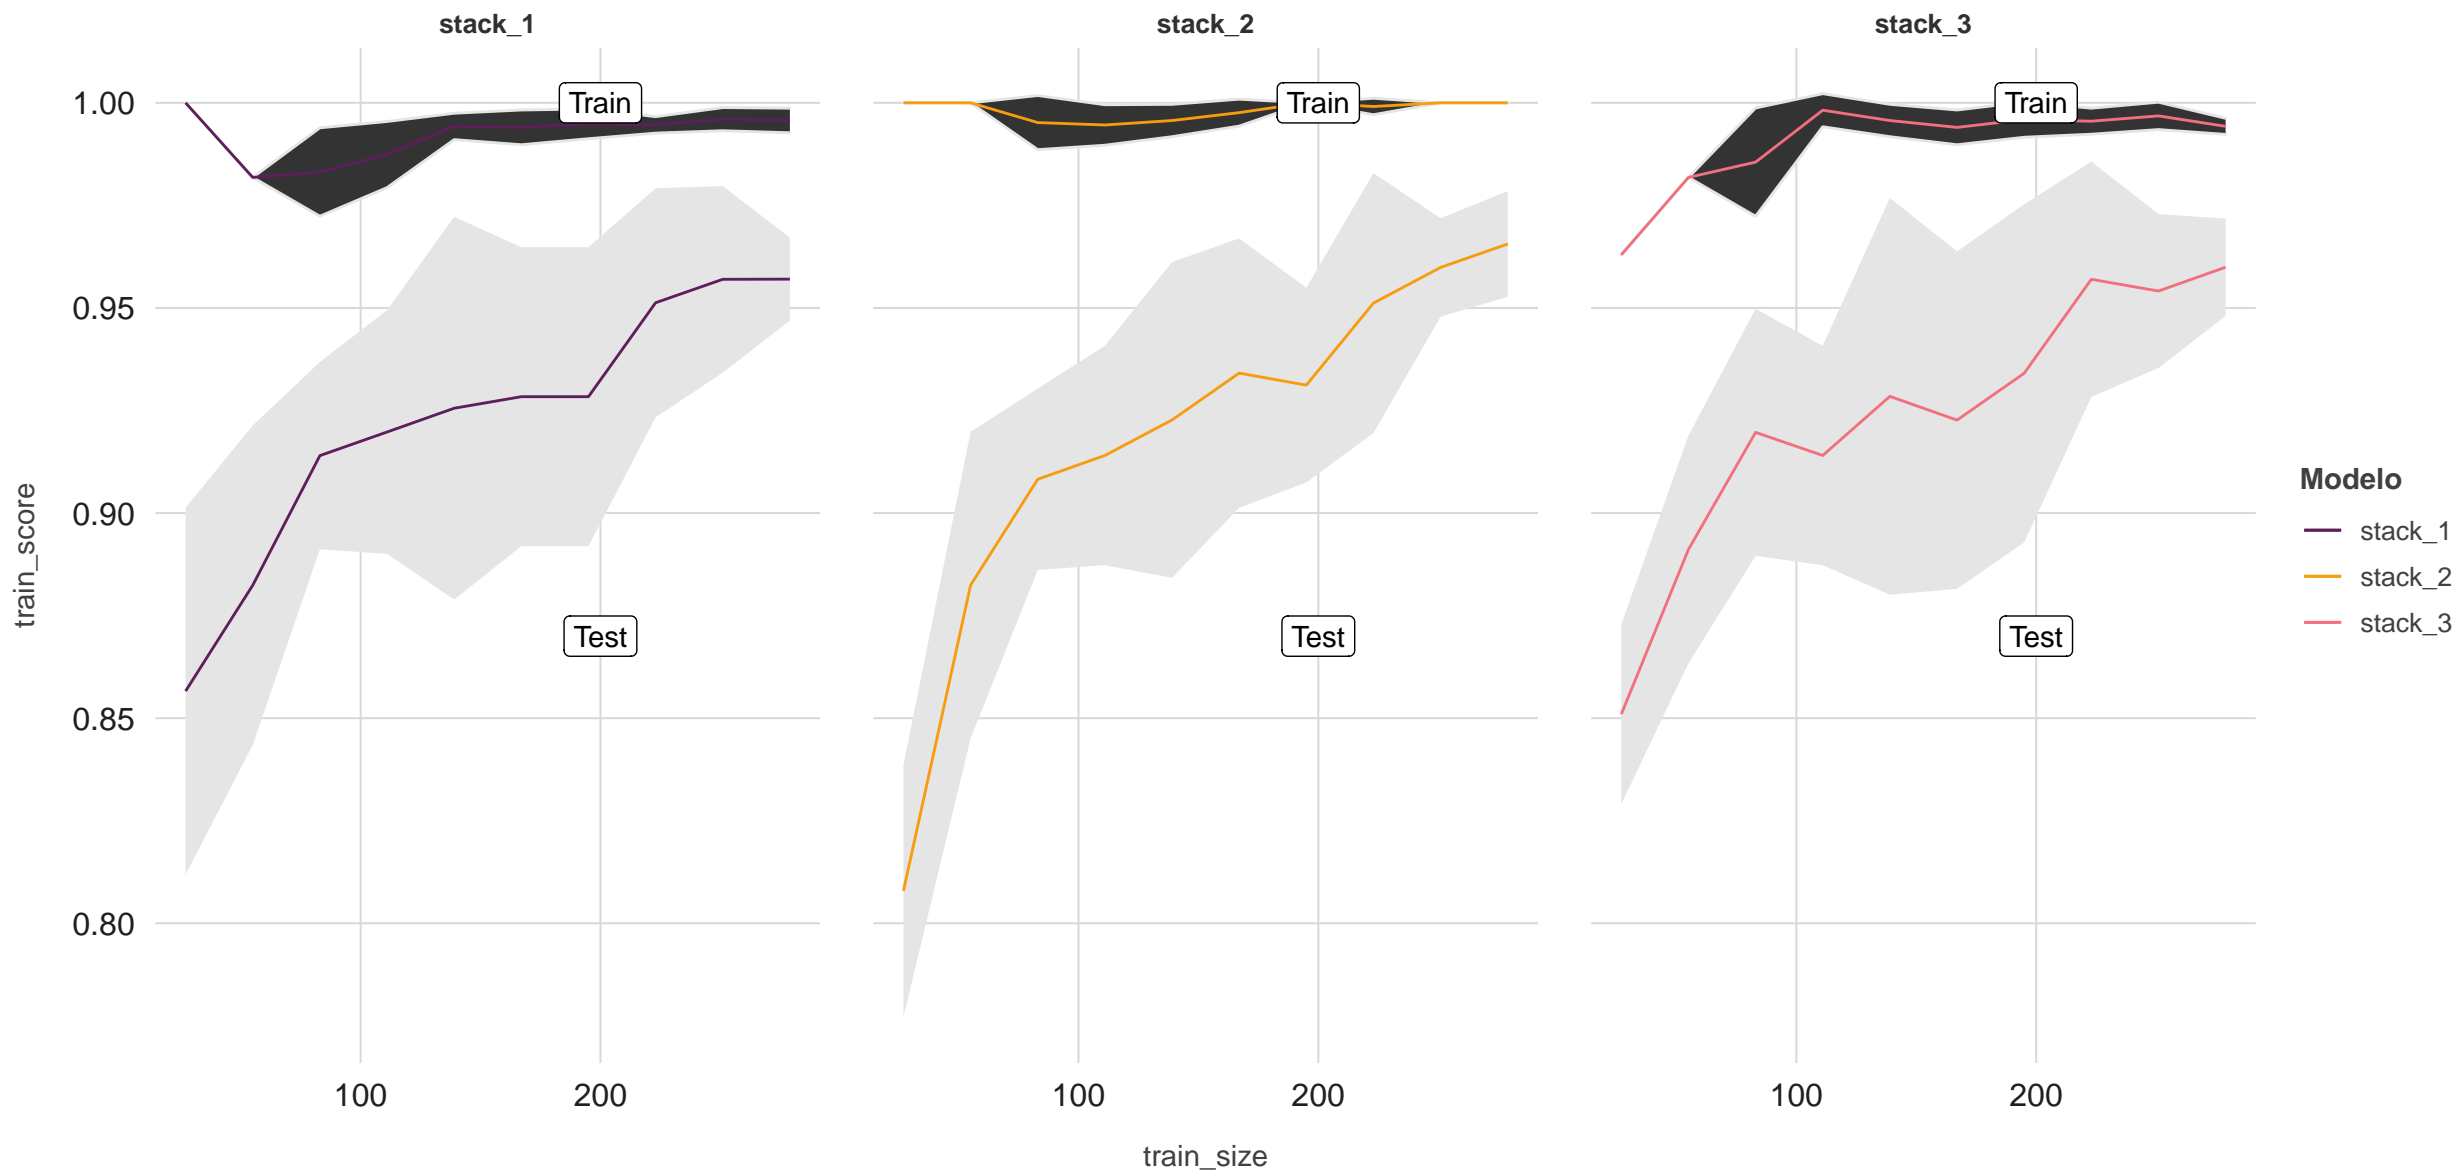 stack_1 stack_2 stack_3
1.00
0.95
0.90
0.85
0.80
train_score
Train Train Train
Test Test Test
100 200 100 200 100 200
train_size
Modelo
stack_1
stack_2
stack_3